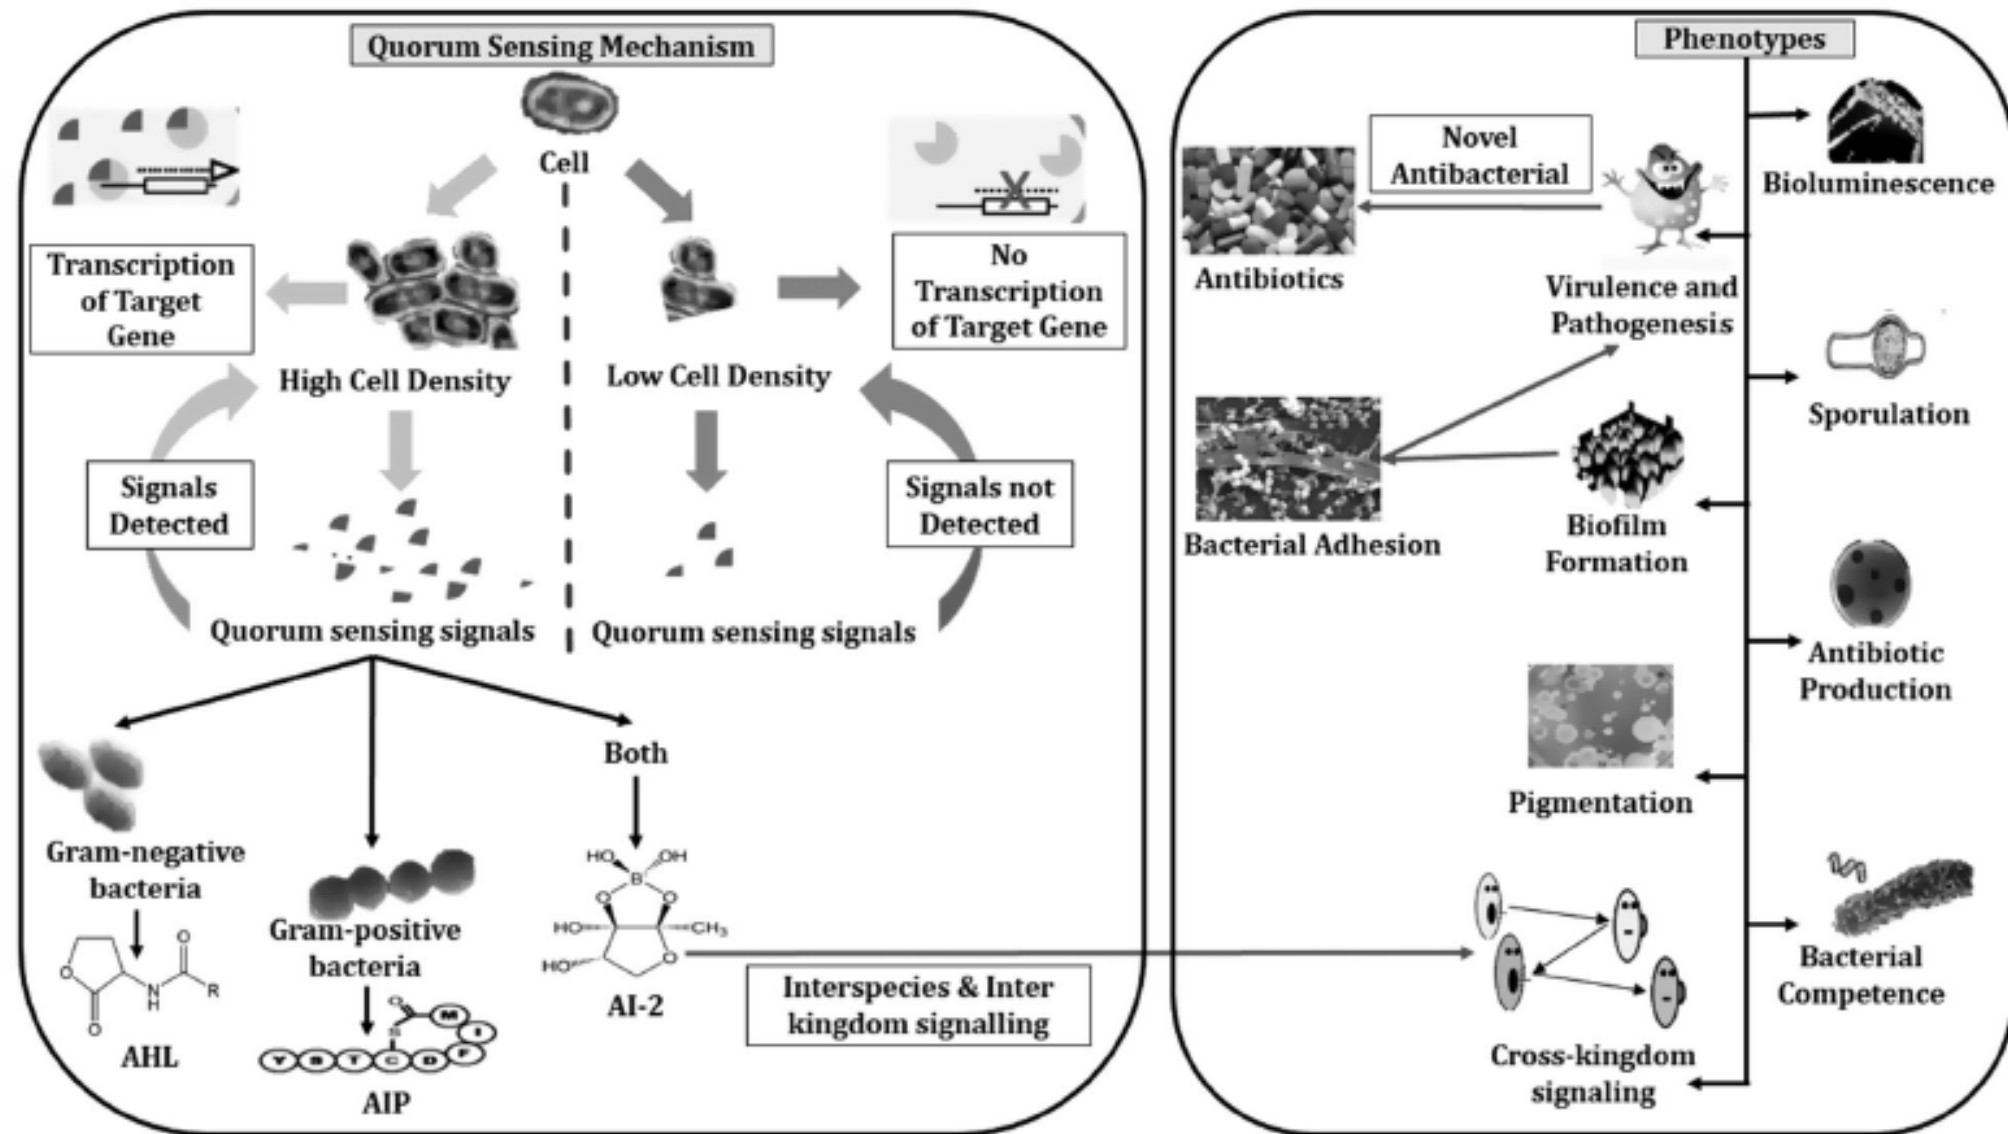 Quorum Sensing Mechanism
Cell
Transcription
of Target
Gene
No
Transcription
of Target Gene
High Cell Density
Low Cell Density
Signals
Detected
Signals not
Detected
Quorum sensing signals
Quorum sensing signals
Both
Gram-negative
bacteria
Gram-positive
bacteria
HO
OH
B
O
O
HO
CH3
HO
O
AI-2
O
O
N
H
O
R
AHL
O
S
M
I
F
D
C
T
S
Y
AIP
Interspecies & Inter
kingdom signalling
Phenotypes
Novel
Antibacterial
Antibiotics
Bioluminescence
Virulence and
Pathogenesis
Sporulation
Bacterial Adhesion
Biofilm
Formation
Antibiotic
Production
Pigmentation
Bacterial
Competence
Cross-kingdom
signaling